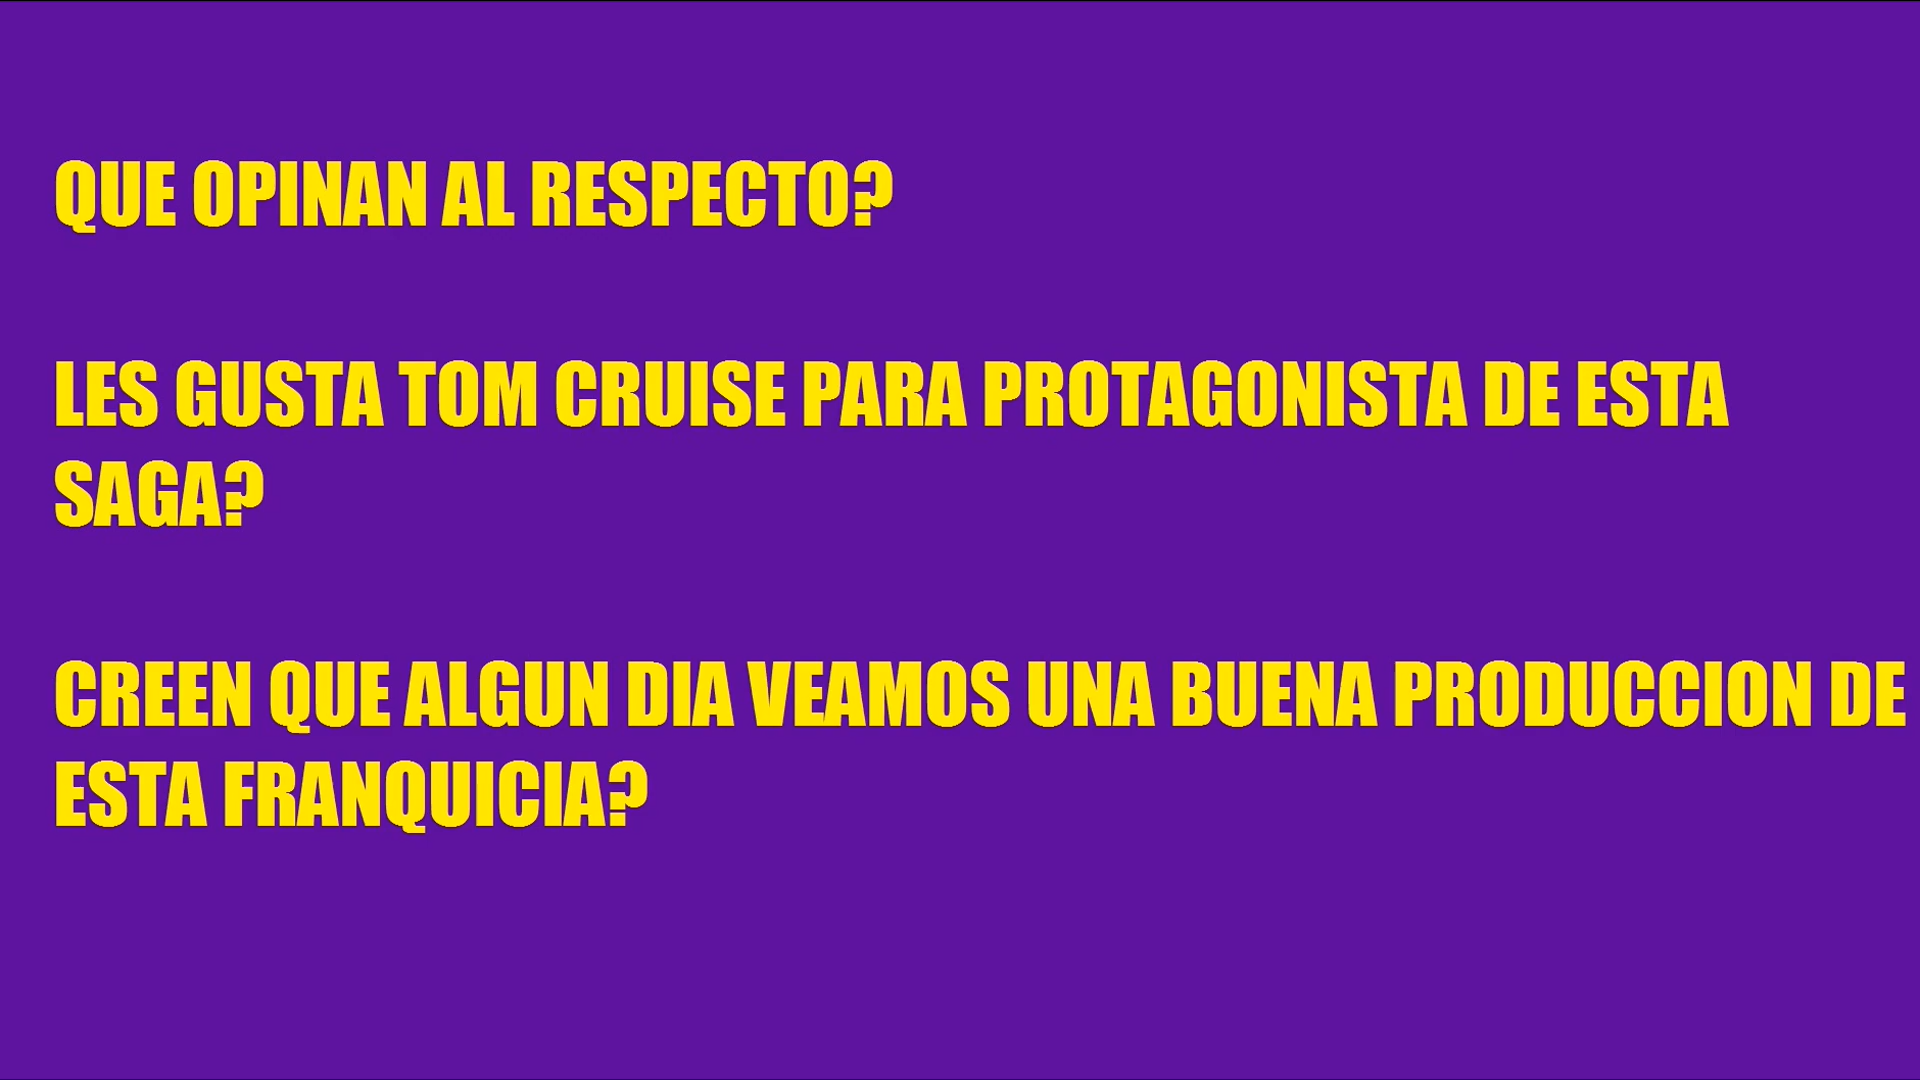 QUE OPINAN AL RESPECTO?
LES GUSTA TOM CRUISE PARA PROTAGONISTA DE ESTA
SAGA?
CREEN QUE ALGUN DIA VEAMOS UNA BUENA PRODUCCION DE
ESTA FRANQUICIA?